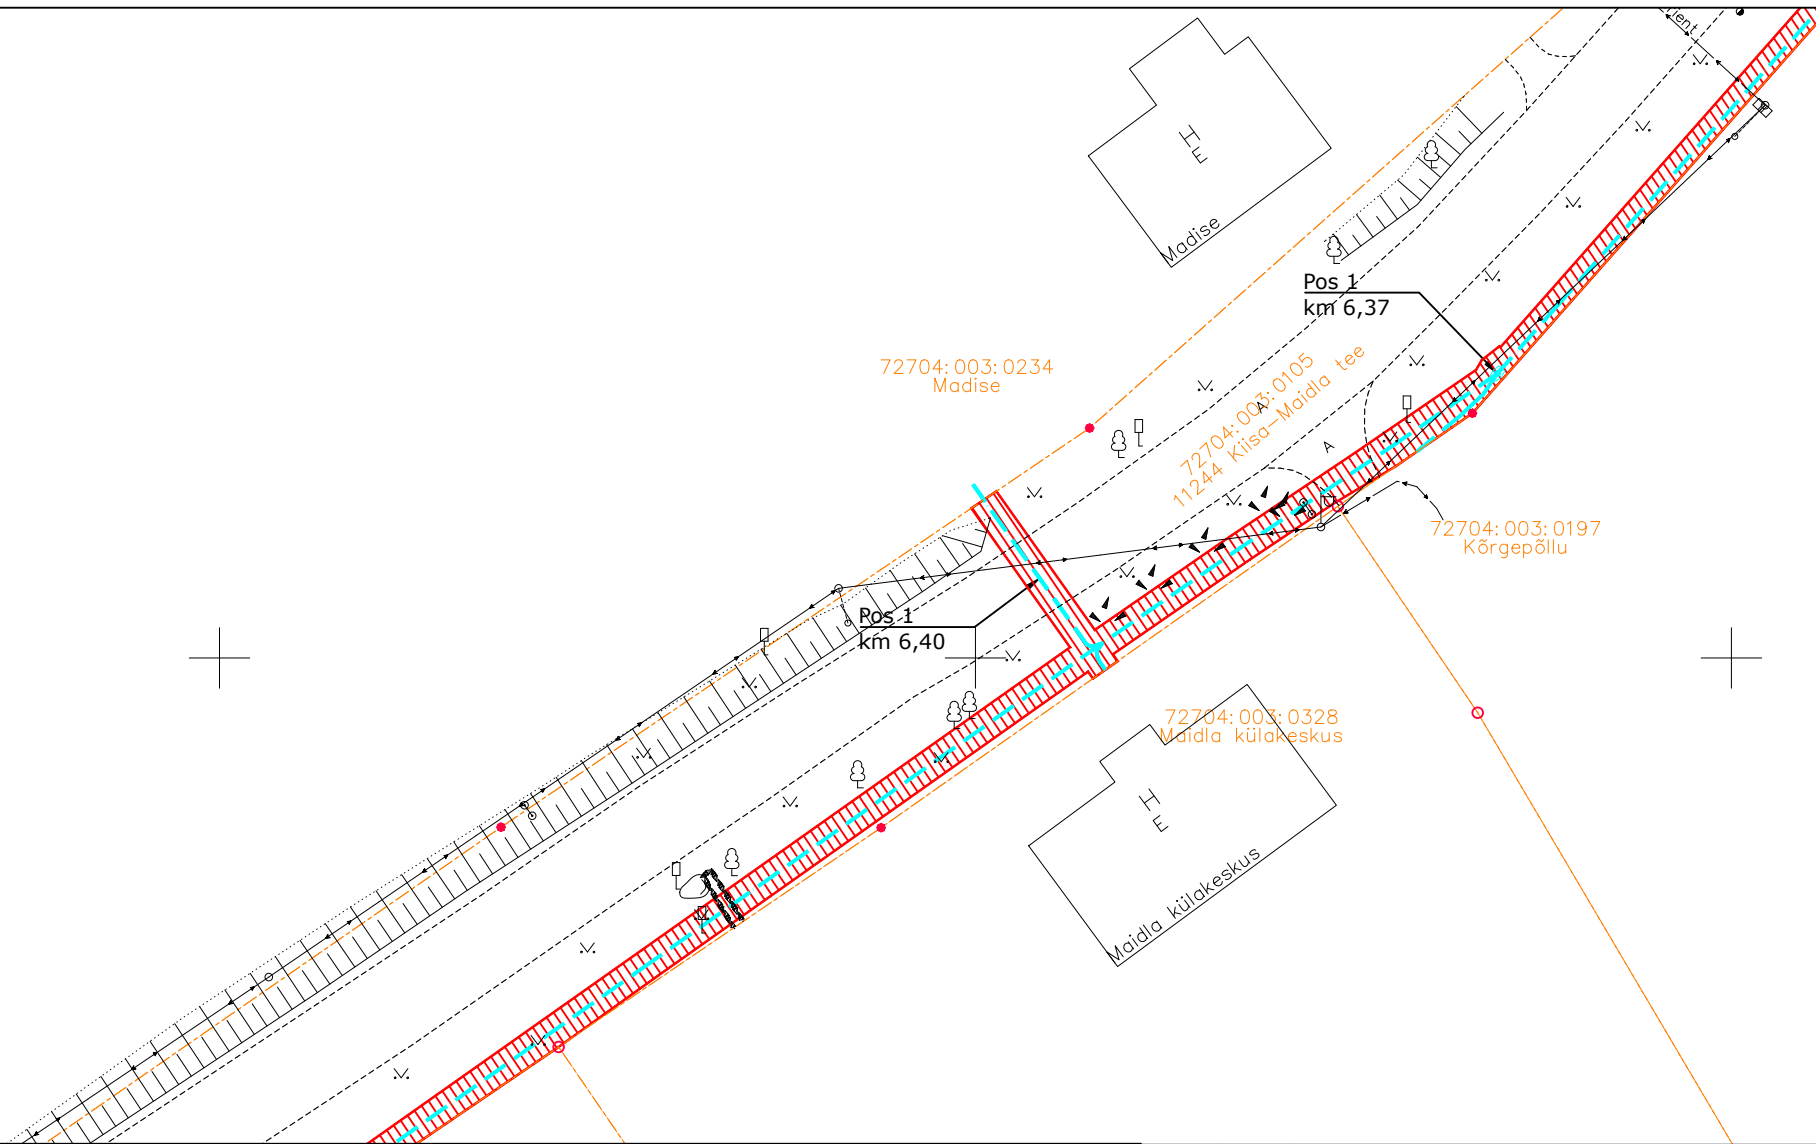 H
E
Madise
Pos 1
km 6,37
72704:003:0234
Madise
72704:003:0105
11244 Kiisa-Maidla tee
A
A
72704:003:0197
Kõrgepõllu
Pos 1
km 6,40
72704:003:0328
Maidla külakeskus
H
E
Maidla külakeskus